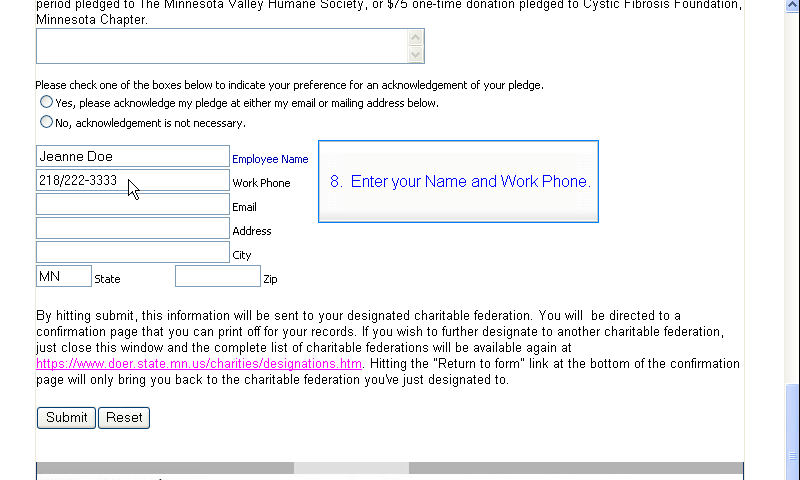 period pledged to The Minnesota Valley Humane Society, or $75 one-time donation pledged to Cystic Fibrosis Foundation,
Minnesota Chapter.
Please check one of the boxes below to indicate your preference for an acknowledgement of your pledge.
Yes, please acknowledge my pledge at either my email or mailing address below.
No, acknowledgement is not necessary.
Jeanne Doe Employee Name
218/222-3333 Work Phone
8. Enter your Name and Work Phone.
Email
Address
City
MN State Zip
By hitting submit, this information will be sent to your designated charitable federation. You will be directed to a
confirmation page that you can print off for your records. If you wish to further designate to another charitable federation,
just close this window and the complete list of charitable federations will be available again at
https://www.doer.state.mn.us/charities/designations.htm. Hitting the "Return to form" link at the bottom of the confirmation
page will only bring you back to the charitable federation you've just designated to.
Submit Reset